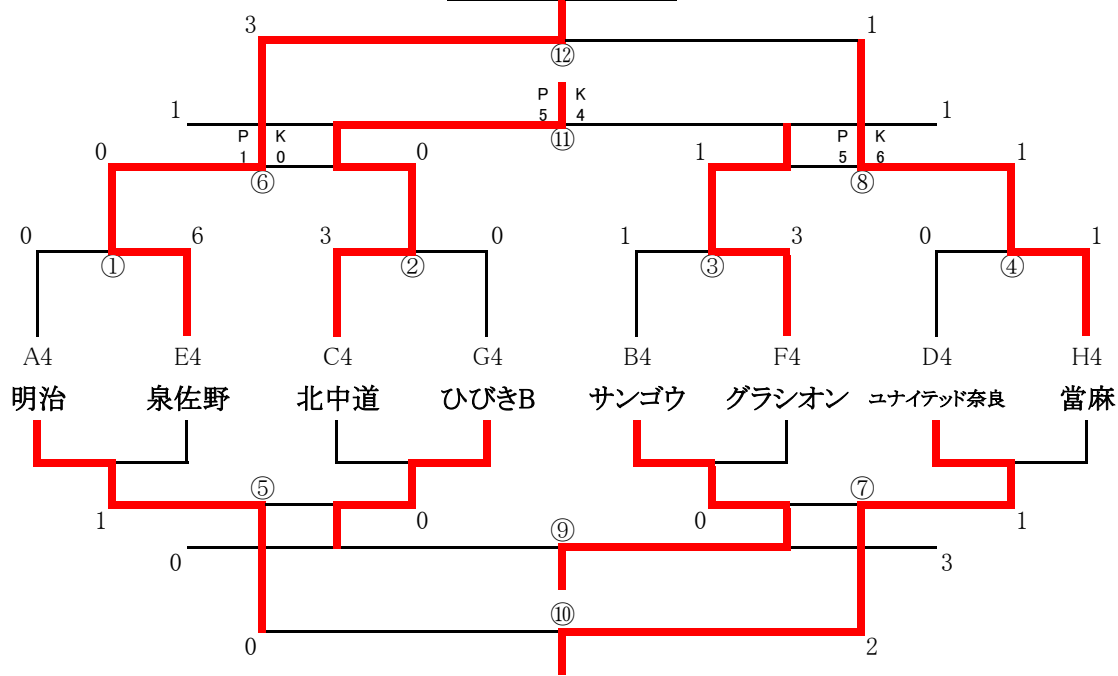 3 1
⑫
P K
1 5 4 1
⑪
P K P K
0 1 0 0 1 5 6 1
⑥ ⑧
0 6 3 0 1 3 0 1
① ② ③ ④
A4 E4 C4 G4 B4 F4 D4 H4
明治 泉佐野 北中道 ひびきB サンゴウ グラシオン ユナイテッド奈良 當麻
⑤ ⑦
1 0 0 1
⑨
0 3
⑩
0 2